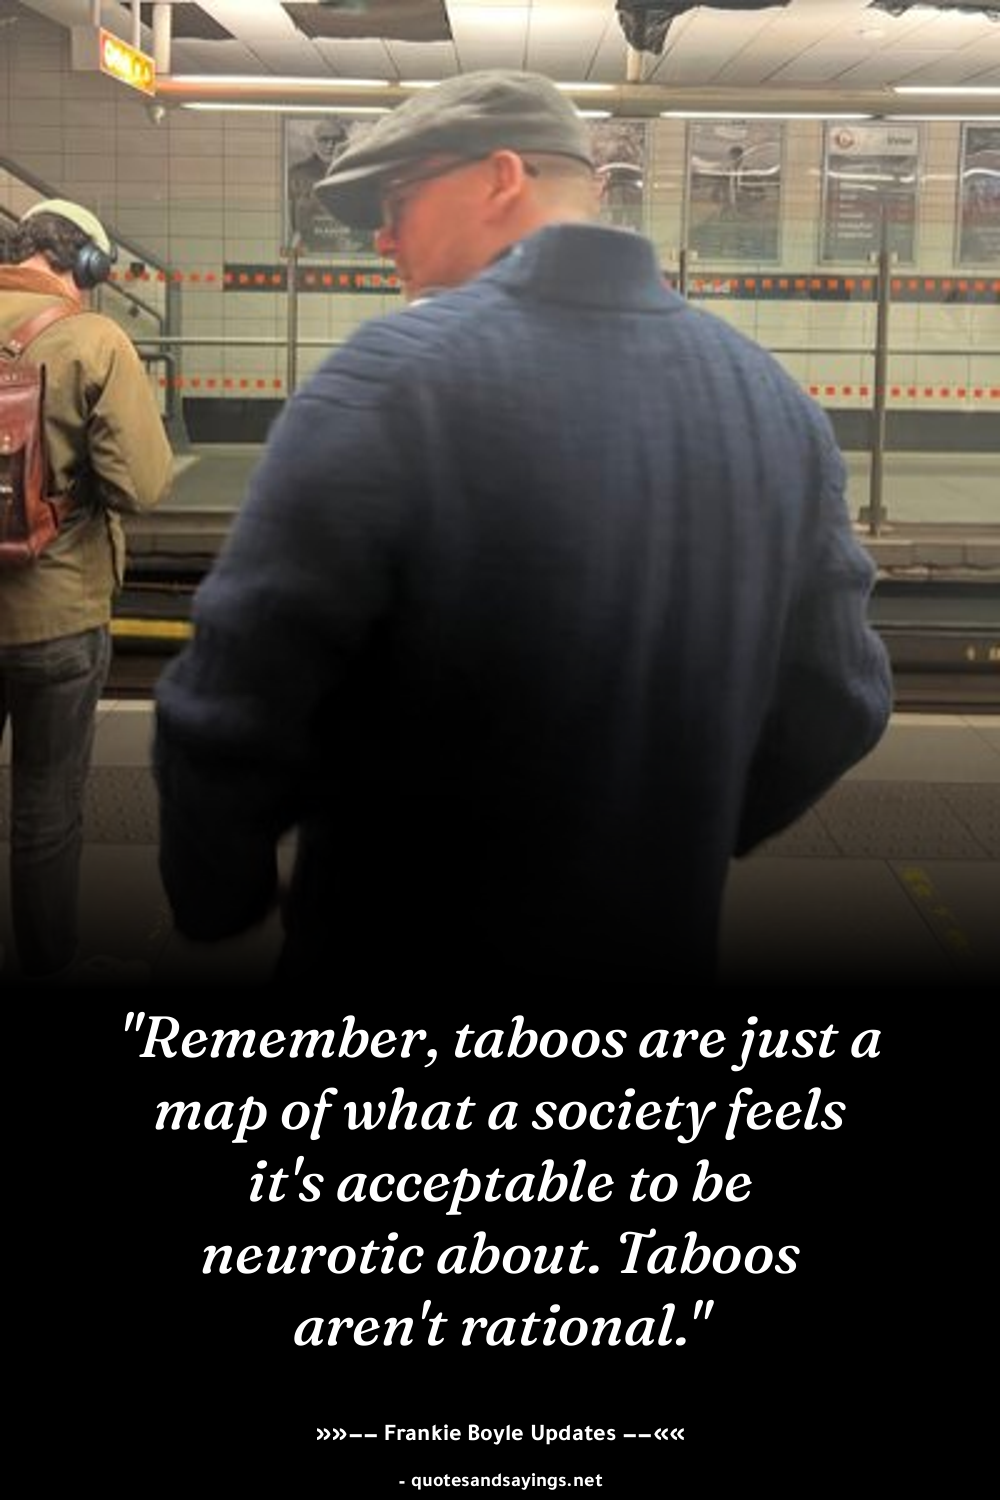 "Remember, taboos are just a
map of what a society feels
it's acceptable to be
neurotic about. Taboos
aren't rational."
»»–– Frankie Boyle Updates ––««
- quotesandsayings.net